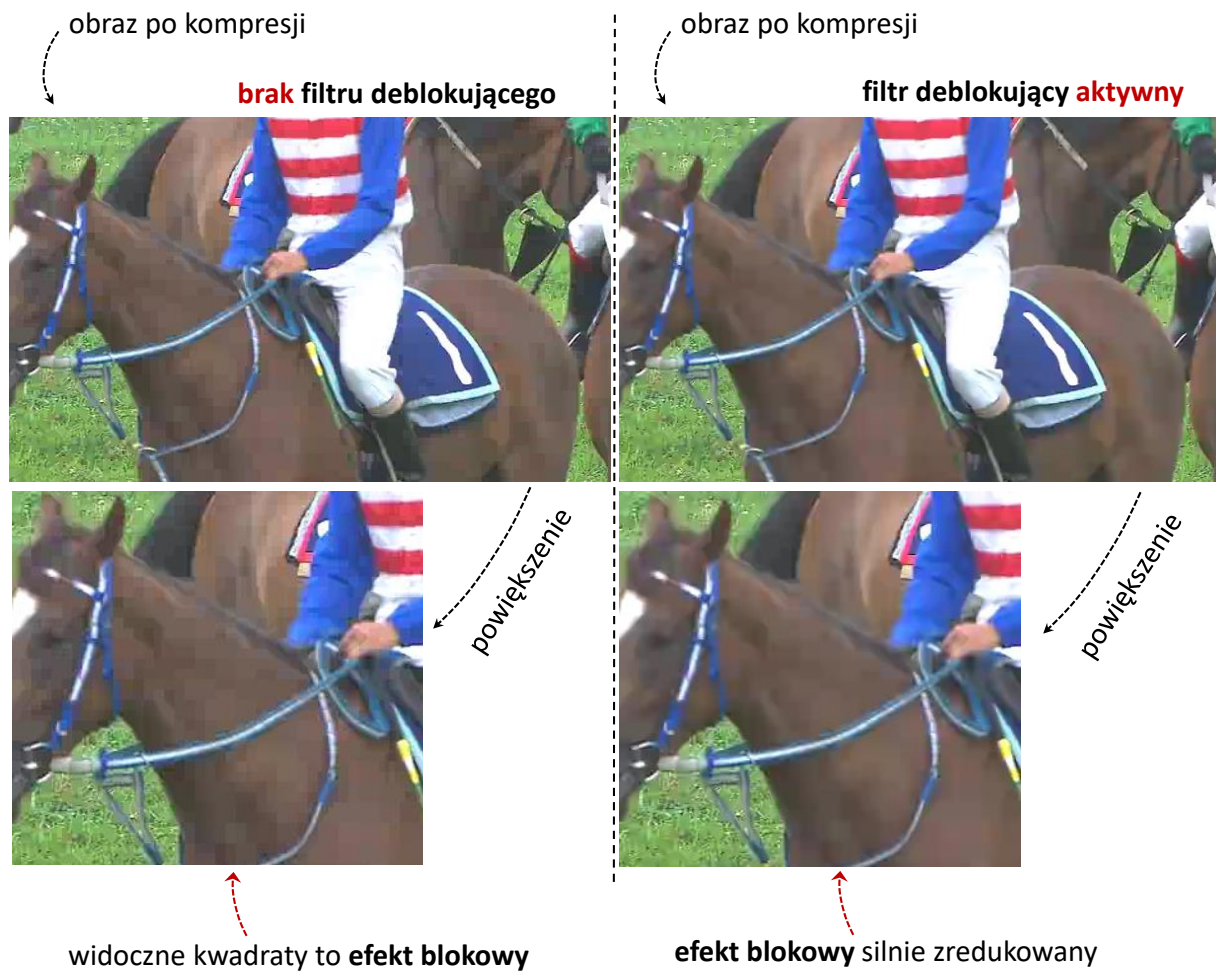 obraz po kompresji
brak filtru deblokującego
powiększenie
widoczne kwadraty to efekt blokowy
obraz po kompresji
filtr deblokujący aktywny
powiększenie
efekt blokowy silnie zredukowany